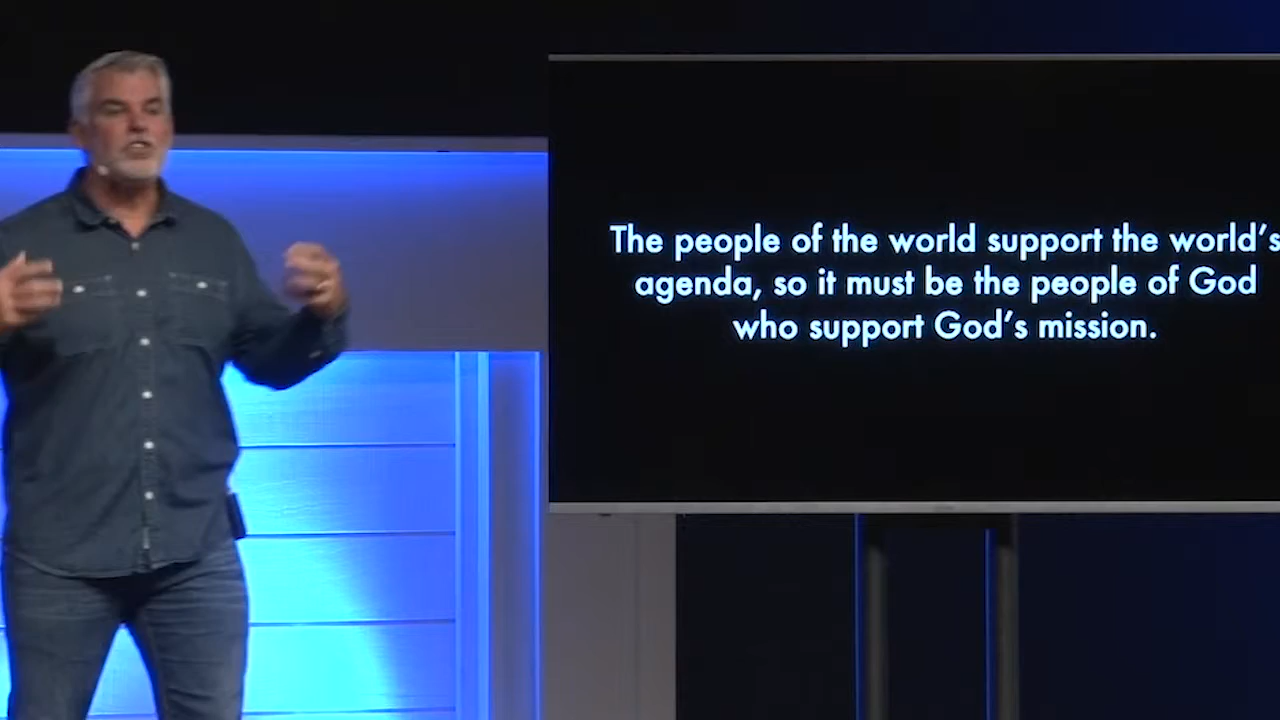 The people of the world support the world's
agenda, so it must be the people of God
who support God's mission.